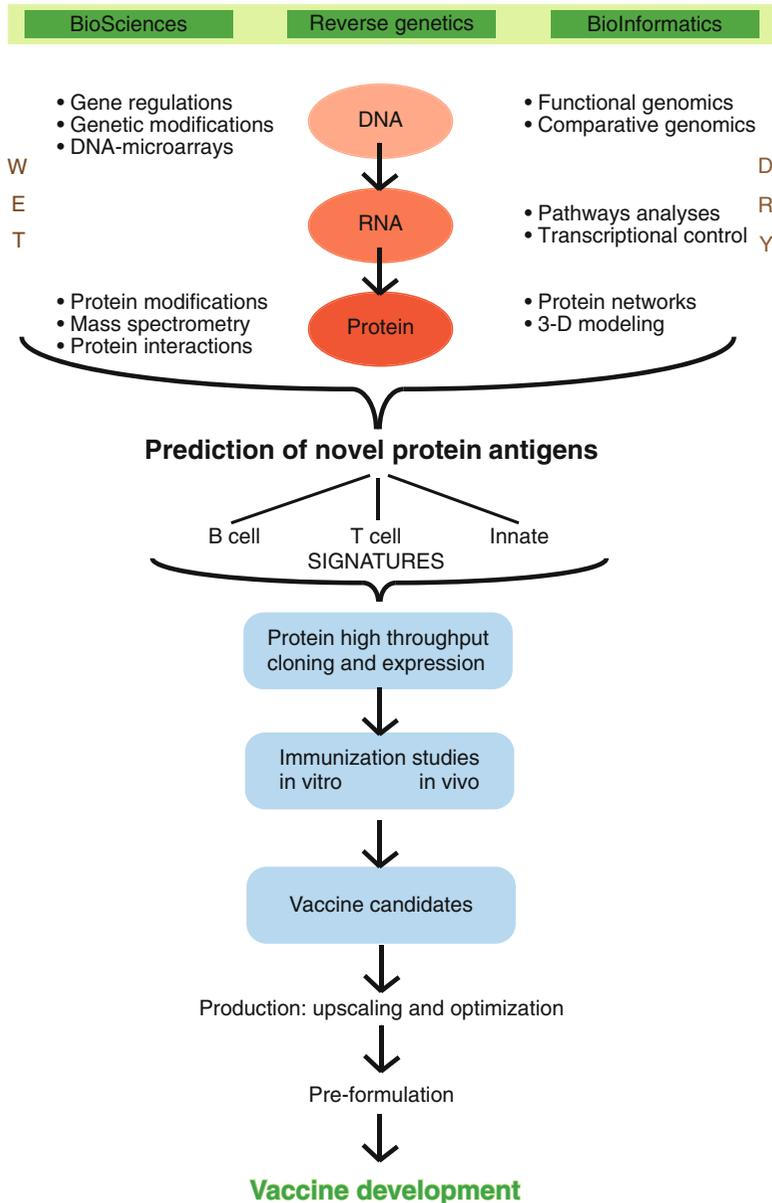 BioSciences
Reverse genetics
BioInformatics
• Gene regulations
• Genetic modifications
• DNA-microarrays
DNA
• Functional genomics
• Comparative genomics
W
E
T
RNA
• Pathways analyses
• Transcriptional control
D
R
Y
• Protein modifications
• Mass spectrometry
• Protein interactions
Protein
• Protein networks
• 3-D modeling
Prediction of novel protein antigens
B cell
T cell
Innate
SIGNATURES
Protein high throughput
cloning and expression
Immunization studies
in vitro in vivo
Vaccine candidates
Production: upscaling and optimization
Pre-formulation
Vaccine development